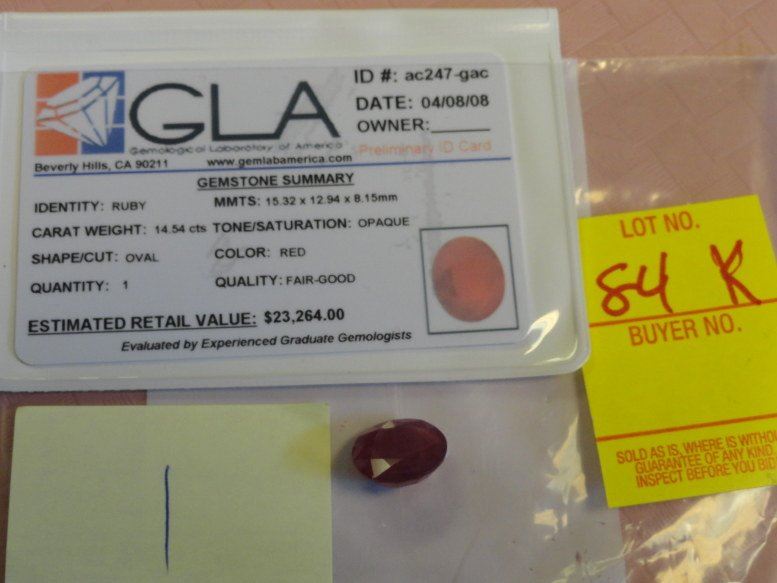 GLA
Gemological Laboratory of America
Beverly Hills, CA 90211 www.gemlabamerica.com
ID #: ac247-gac
DATE: 04/08/08
OWNER:______
Preliminary ID Card
GEMSTONE SUMMARY
IDENTITY: RUBY MMTS: 15.32 x 12.94 x 8.15mm
CARAT WEIGHT: 14.54 cts TONE/SATURATION: OPAQUE
SHAPE/CUT: OVAL COLOR: RED
QUANTITY: 1 QUALITY: FAIR-GOOD
ESTIMATED RETAIL VALUE: $23,264.00
Evaluated by Experienced Graduate Gemologists
LOT NO.
84 K
BUYER NO.
SOLD AS IS, WHERE IS WITHOU
GUARANTEE OF ANY KIND.
INSPECT BEFORE YOU BID